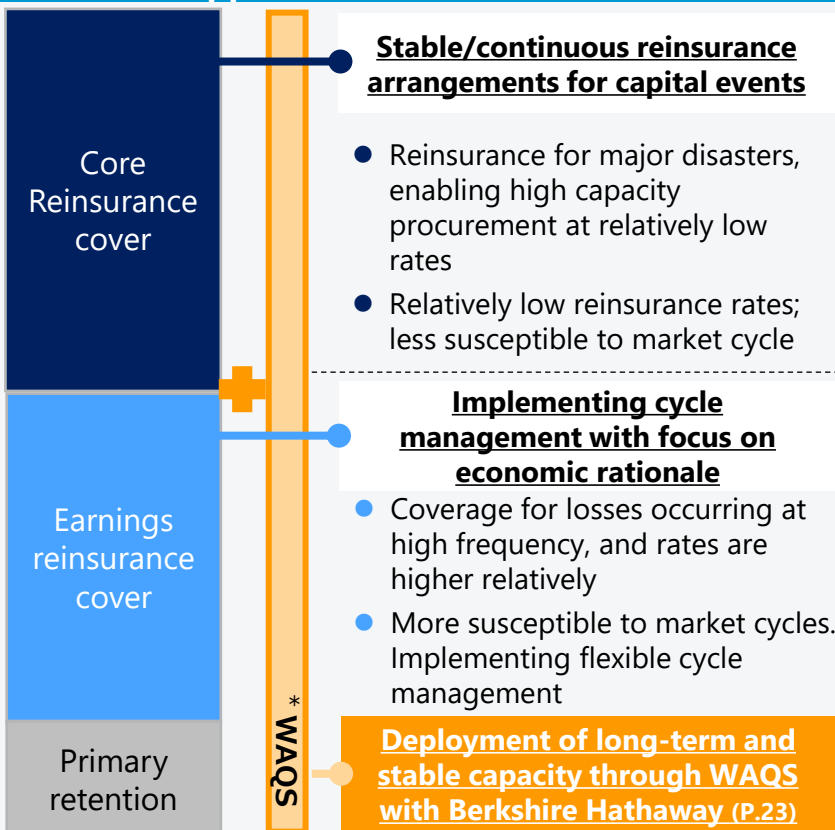 Core
Reinsurance
cover
Earnings
reinsurance
cover
Primary
retention
* WAQS
Stable/continuous reinsurance
arrangements for capital events
● Reinsurance for major disasters,
enabling high capacity
procurement at relatively low
rates
● Relatively low reinsurance rates;
less susceptible to market cycle
Implementing cycle
management with focus on
economic rationale
● Coverage for losses occurring at
high frequency, and rates are
higher relatively
● More susceptible to market cycles.
Implementing flexible cycle
management
Deployment of long-term and
stable capacity through WAQS
with Berkshire Hathaway (P.23)